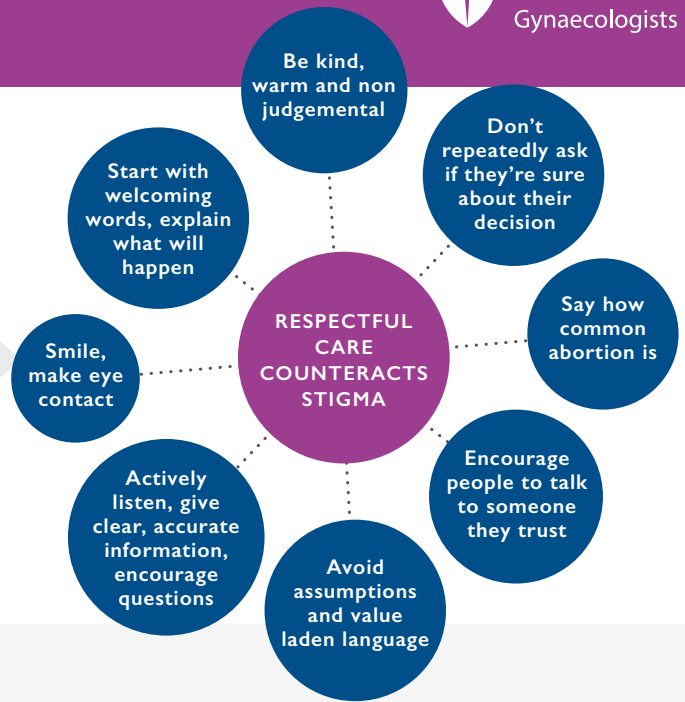 Gynaecologists
Be kind,
warm and non
judgemental
Don't
repeatedly ask
if they're sure
about their
decision
Say how
common
abortion is
Encourage
people to talk
to someone
they trust
Avoid
assumptions
and value
laden language
Actively
listen, give
clear, accurate
information,
encourage
questions
Smile,
make eye
contact
Start with
welcoming
words, explain
what will
happen
RESPECTFUL
CARE
COUNTERACTS
STIGMA